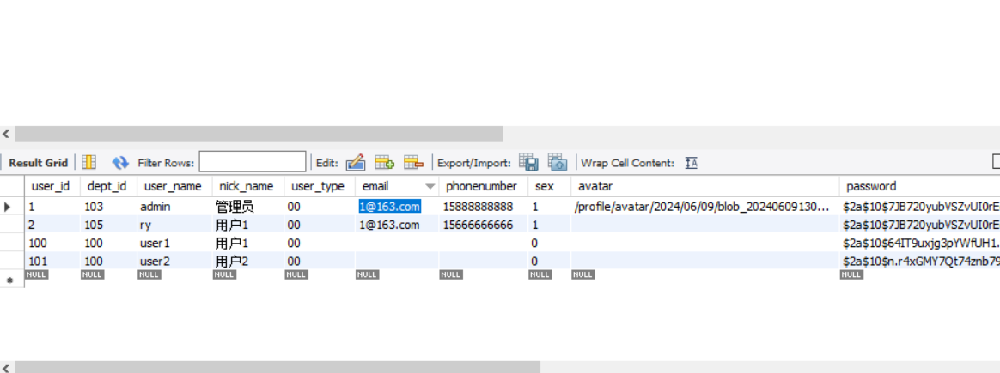 Result Grid Filter Rows: Edit: Export/Import: Wrap Cell Content:
user_id dept_id user_name nick_name user_type email phonenumber sex avatar password
1 103 admin 管理员 00 1@163.com 15888888888 1 /profile/avatar/2024/06/09/blob_20240609130... $2a$10$7JB720yubVSZvUI0rE
2 105 ry 用户1 00 1@163.com 15666666666 1 $2a$10$7JB720yubVSZvUI0rE
100 100 user1 用户1 00 0 $2a$10$64IT9uxjg3pYWfUH1.
101 100 user2 用户2 00 0 $2a$10$n.r4xGMY7Qt74znb79
NULL NULL NULL NULL NULL NULL NULL NULL NULL NULL